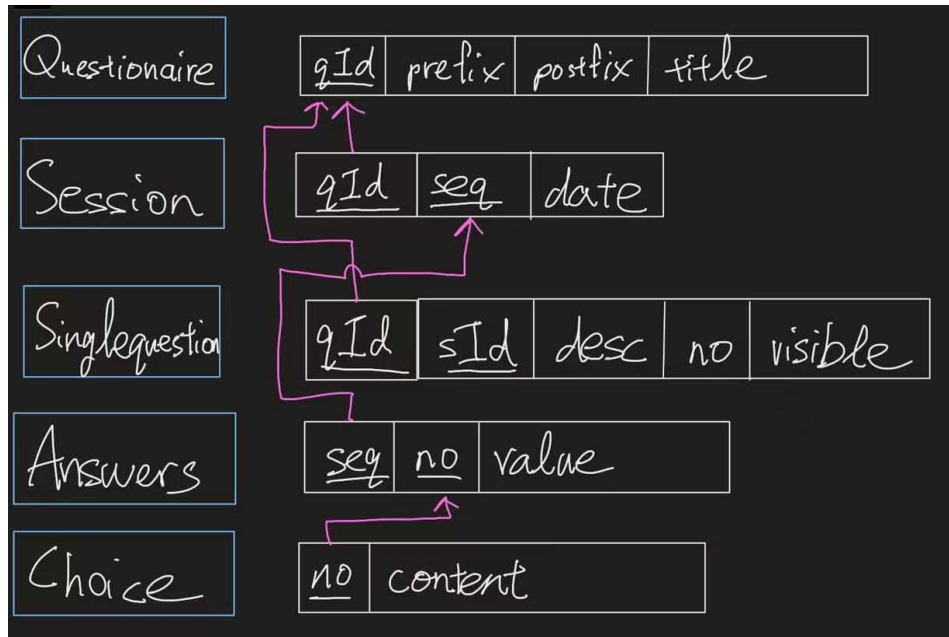 Questionaire qId prefix postfix title
Session qId seq date
Singlequestion qId sId desc no visible
Answers seq no value
Choice no content